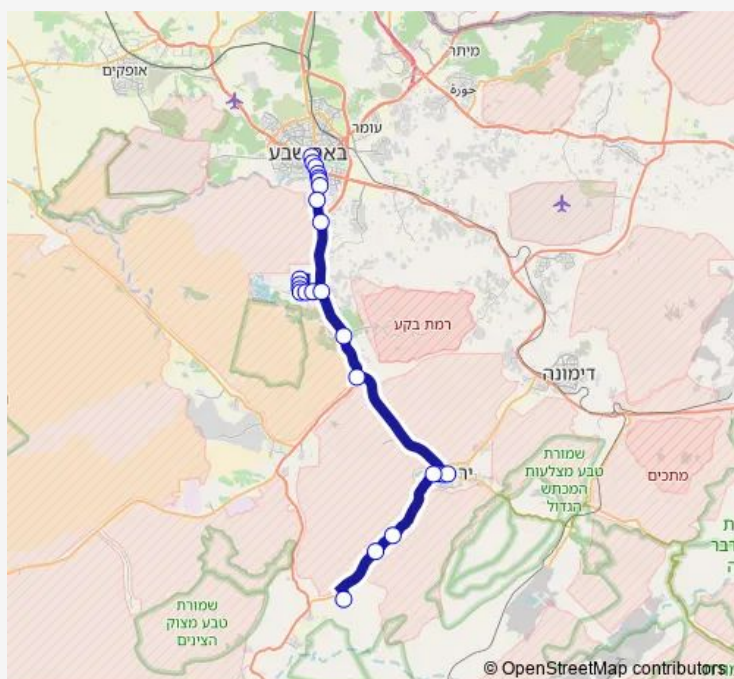 מיתר
אופקים
חורה
עומר
באר שבע
רמת בקע
דימונה
שמורת
טבע מצלעות
המכתש
הגדול
מתכים
שמורת
טבע מצוק
הצינים
© OpenStreetMap contributors